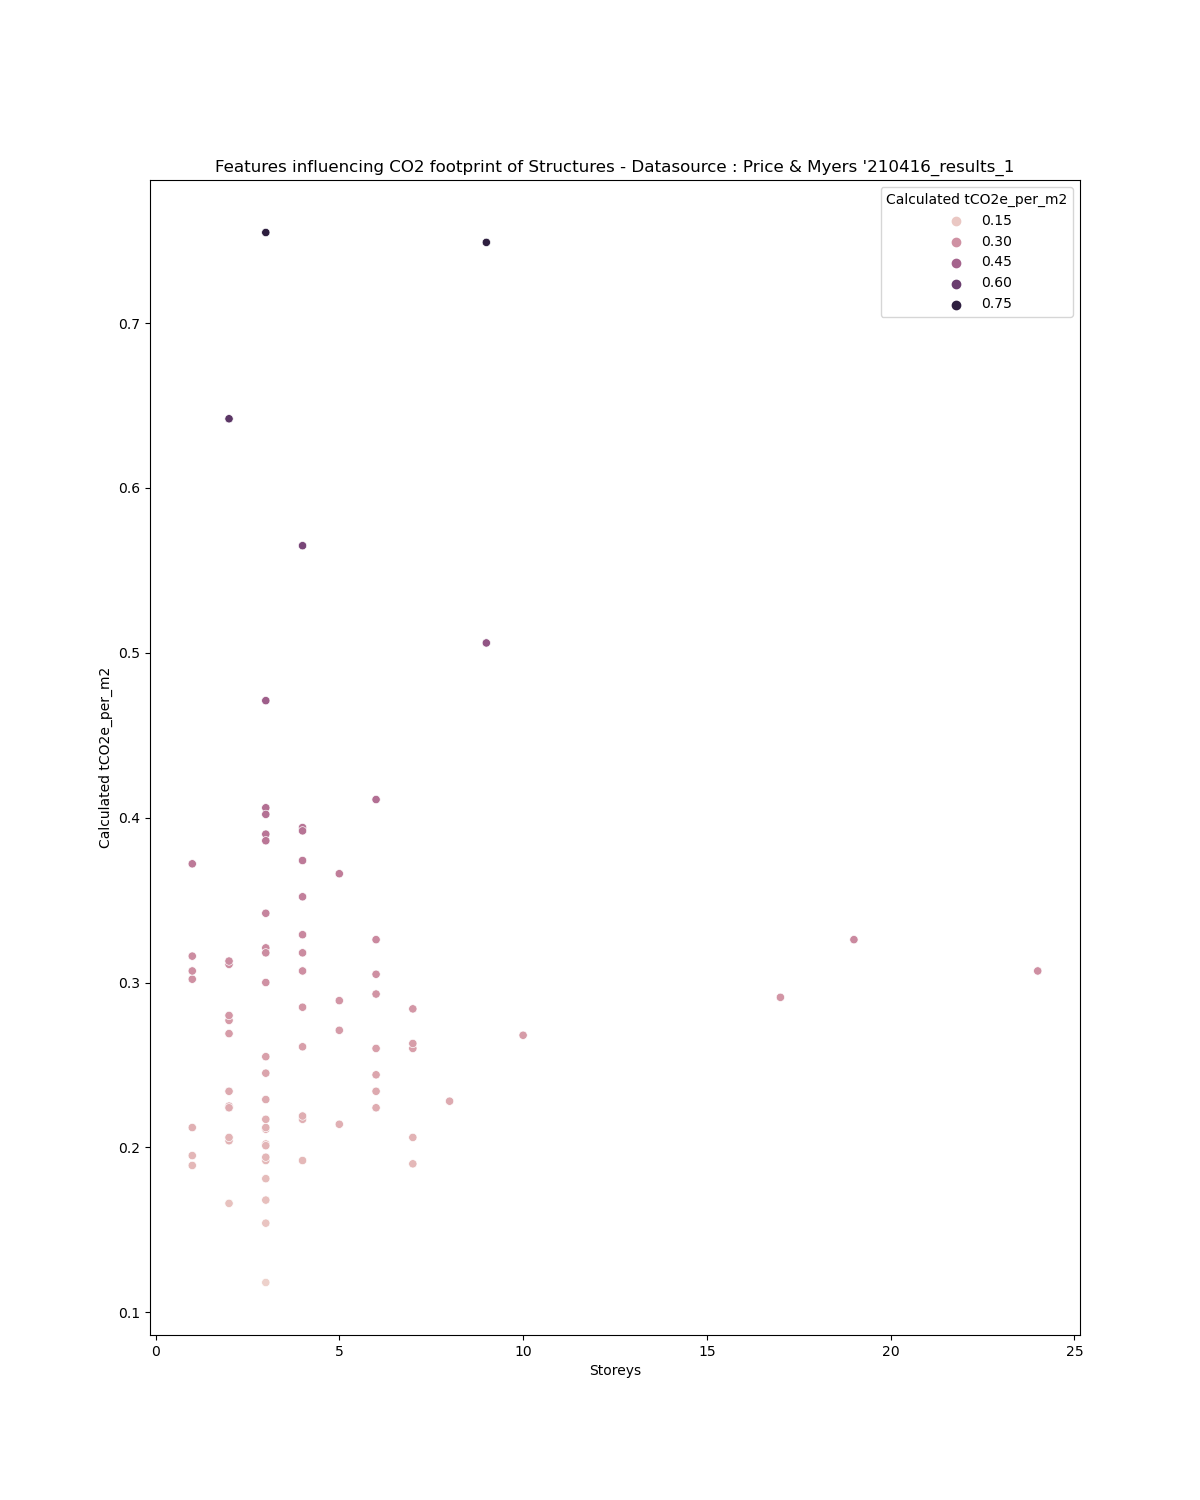 Features influencing CO2 footprint of Structures - Datasource : Price & Myers '210416_results_1
Calculated tCO2e_per_m2
0.15
0.30
0.45
0.60
0.75
0.7
0.6
0.5
0.4
0.3
0.2
0.1
Calculated tCO2e_per_m2
0 5 10 15 20 25
Storeys